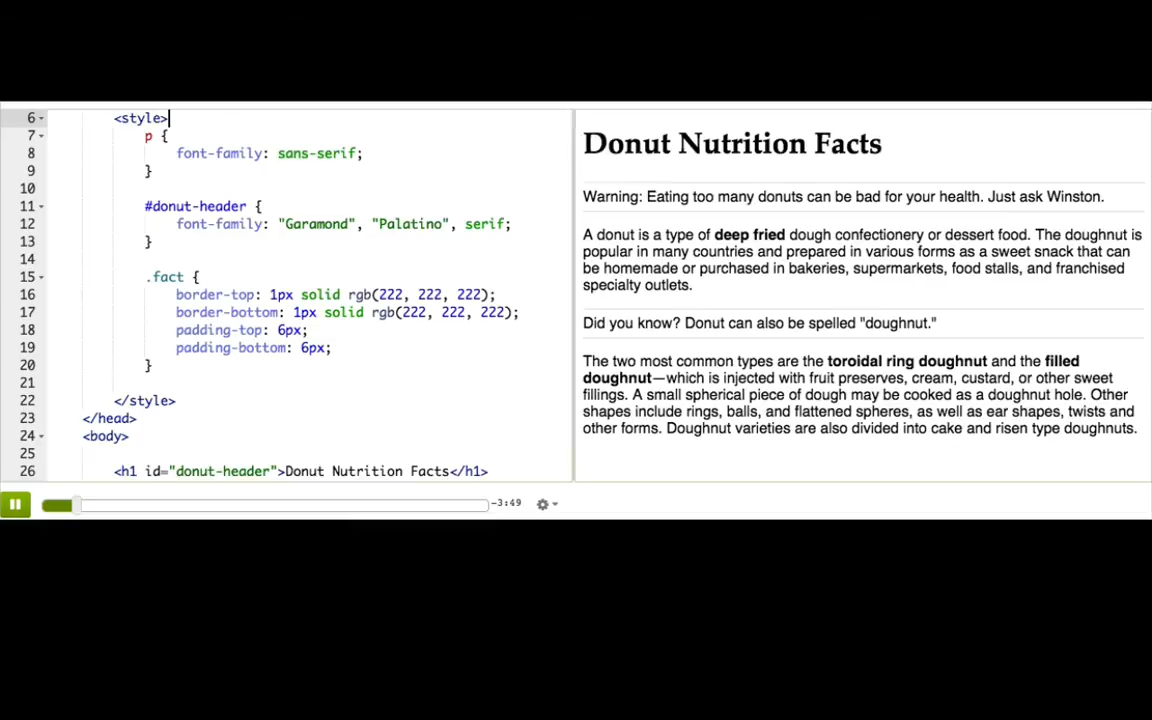 6 <style>
7 p {
8 font-family: sans-serif;
9 }
10
11 #donut-header {
12 font-family: "Garamond", "Palatino", serif;
13 }
14
15 .fact {
16 border-top: 1px solid rgb(222, 222, 222);
17 border-bottom: 1px solid rgb(222, 222, 222);
18 padding-top: 6px;
19 padding-bottom: 6px;
20 }
21
22 </style>
23 </head>
24 <body>
25
26 <h1 id="donut-header">Donut Nutrition Facts</h1>
-3:49
Donut Nutrition Facts
Warning: Eating too many donuts can be bad for your health. Just ask Winston.
A donut is a type of deep fried dough confectionery or dessert food. The doughnut is
popular in many countries and prepared in various forms as a sweet snack that can
be homemade or purchased in bakeries, supermarkets, food stalls, and franchised
specialty outlets.
Did you know? Donut can also be spelled "doughnut."
The two most common types are the toroidal ring doughnut and the filled
doughnut—which is injected with fruit preserves, cream, custard, or other sweet
fillings. A small spherical piece of dough may be cooked as a doughnut hole. Other
shapes include rings, balls, and flattened spheres, as well as ear shapes, twists and
other forms. Doughnut varieties are also divided into cake and risen type doughnuts.